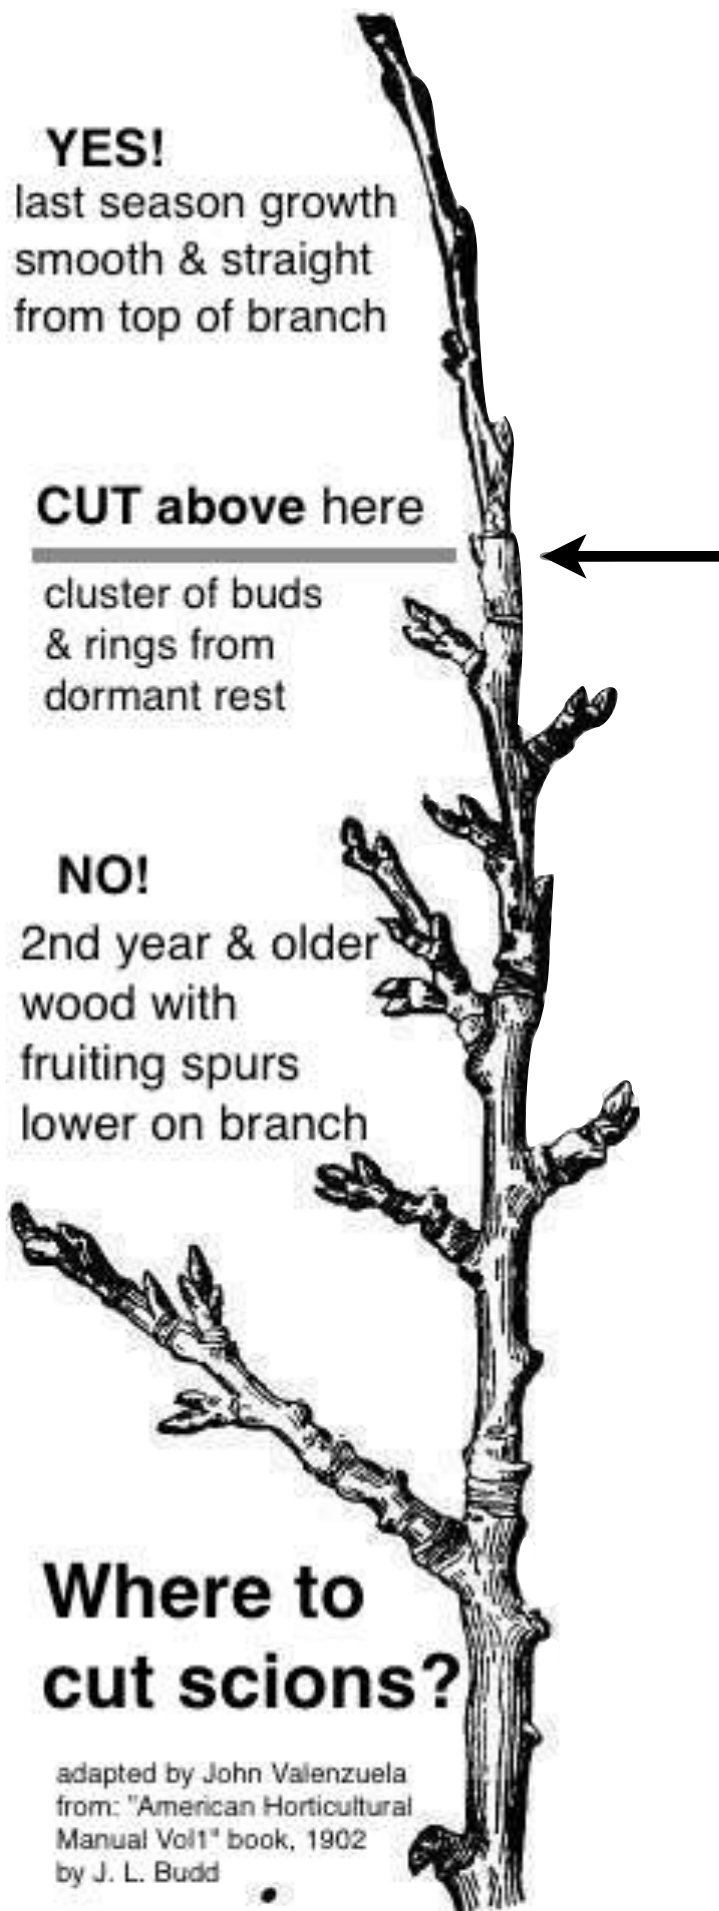 YES!
last season growth
smooth & straight
from top of branch
CUT above here
cluster of buds
& rings from
dormant rest
NO!
2nd year & older
wood with
fruiting spurs
lower on branch
Where to
cut scions?
adapted by John Valenzuela
from: "American Horticultural
Manual Vol1" book, 1902
by J. L. Budd